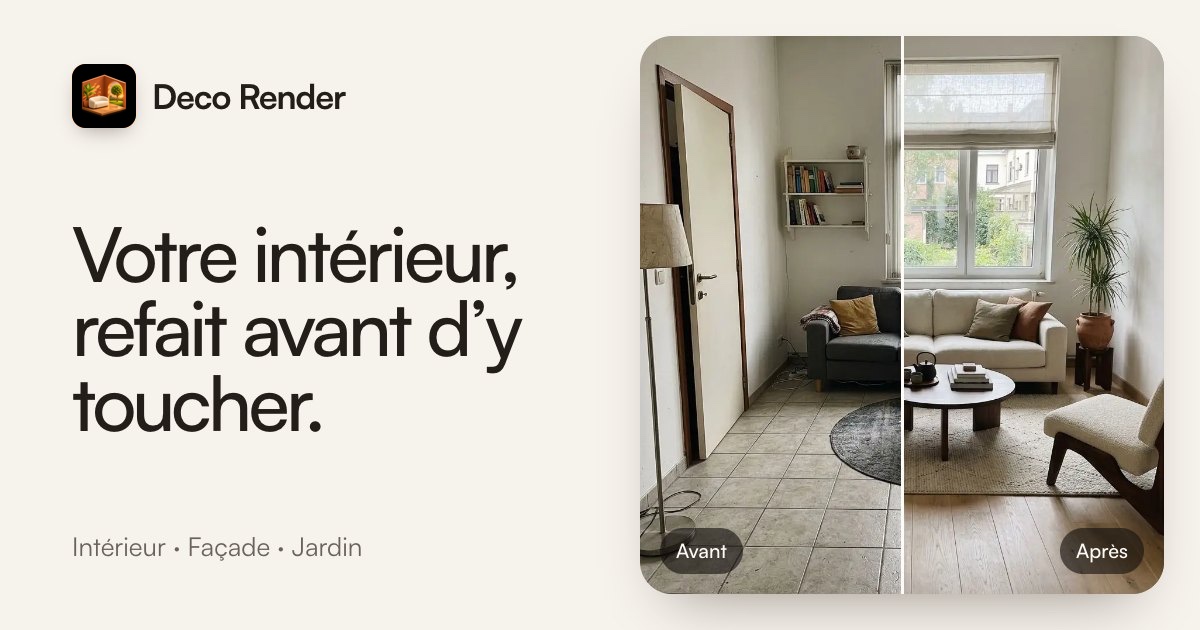 Deco Render
Votre intérieur,
refait avant d’y
toucher.
Intérieur · Façade · Jardin
Avant
Après